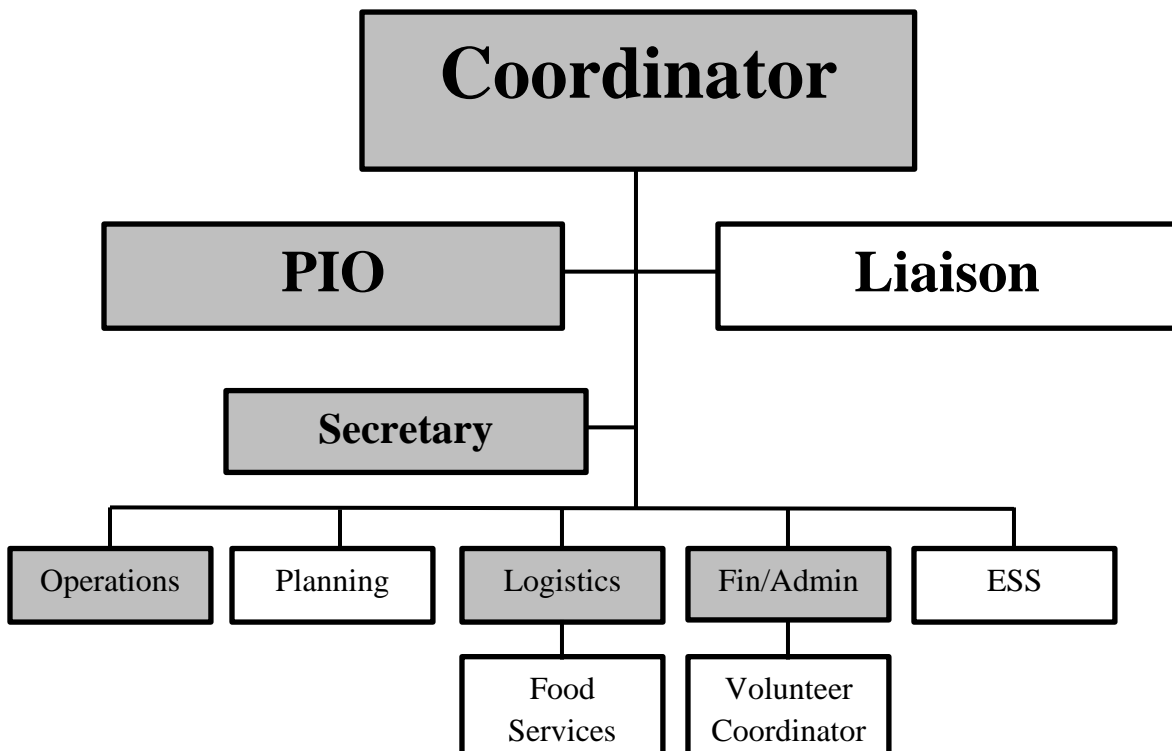 Coordinator
PIO
Liaison
Secretary
Operations
Planning
Logistics
Fin/Admin
ESS
Food
Services
Volunteer
Coordinator